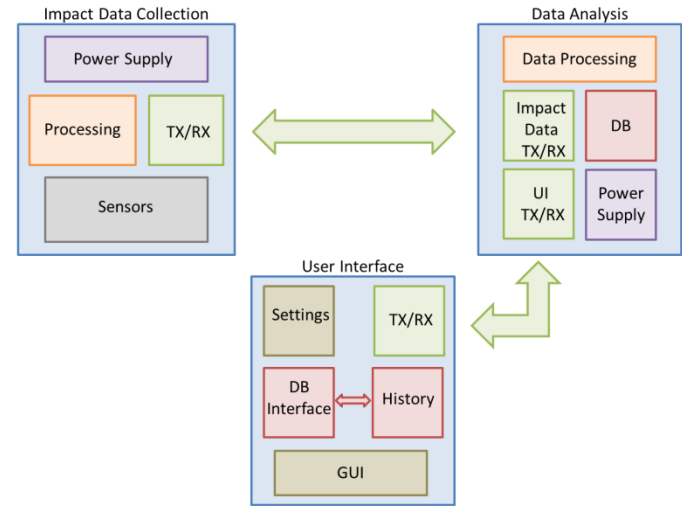 Impact Data Collection
Power Supply
Processing
TX/RX
Sensors
Data Analysis
Data Processing
Impact
Data
TX/RX
DB
UI
TX/RX
Power
Supply
User Interface
Settings
TX/RX
DB
Interface
History
GUI